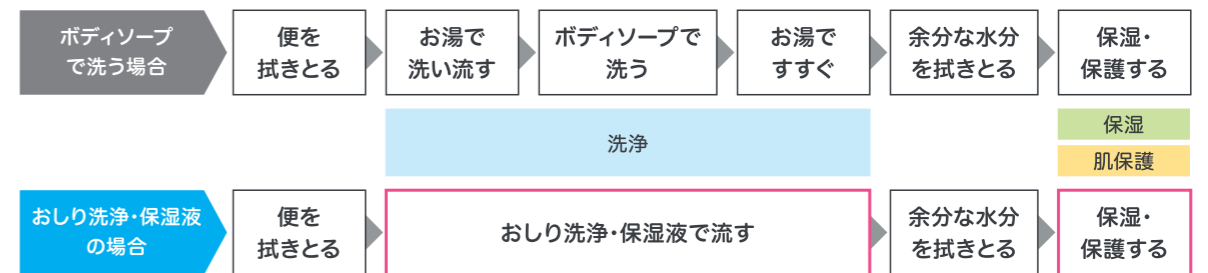 ボディソープ
で洗う場合
便を
拭きとる
お湯で
洗い流す
ボディソープで
洗う
お湯で
すすぐ
余分な水分
を拭きとる
保湿・
保護する
洗浄
保湿
肌保護
おしり洗浄・保湿液
の場合
便を
拭きとる
おしり洗浄・保湿液で流す
余分な水分
を拭きとる
保湿・
保護する